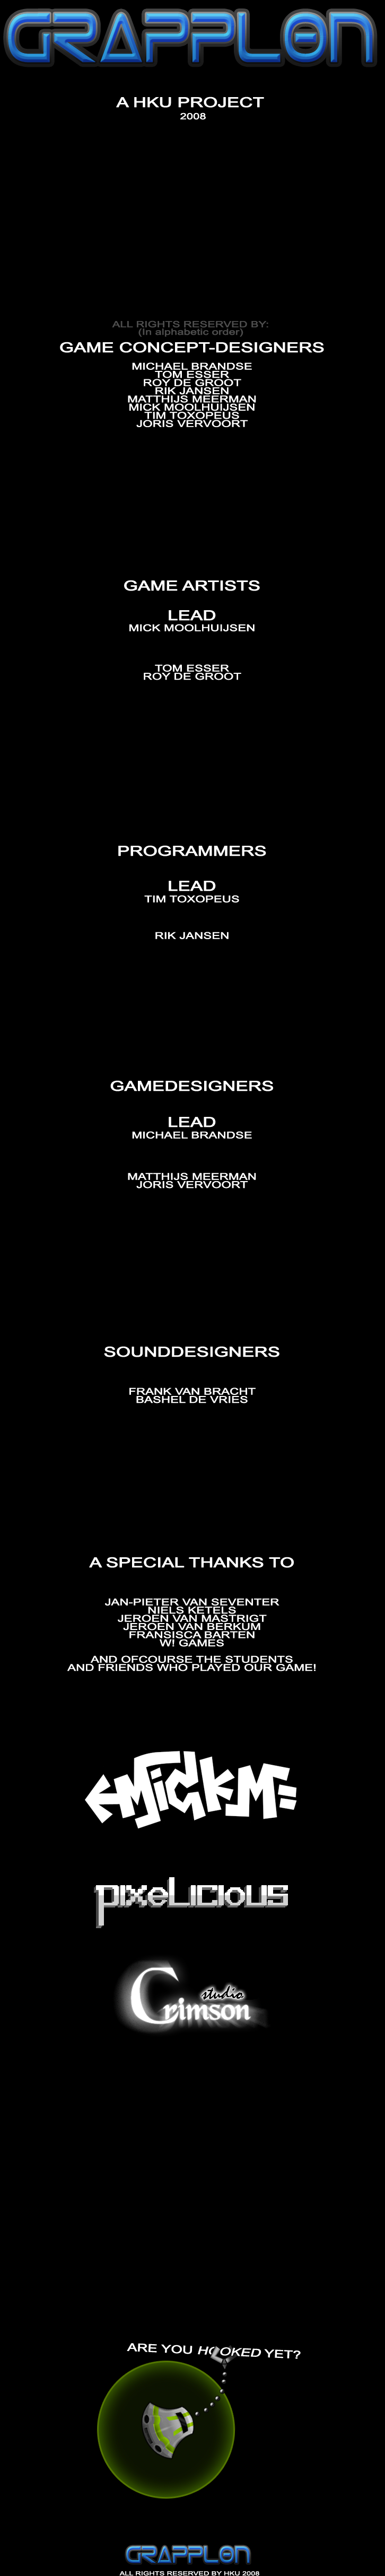 GRAPPLON
A HKU PROJECT
2008
ALL RIGHTS RESERVED BY:
(In alphabetic order)
GAME CONCEPT-DESIGNERS
MICHAEL BRANDSE
TOM ESSER
ROY DE GROOT
RIK JANSEN
MATTHIJS MEERMAN
MICK MOOLHUIJSEN
TIM TOXOPEUS
JORIS VERVOORT
GAME ARTISTS
LEAD
MICK MOOLHUIJSEN
TOM ESSER
ROY DE GROOT
PROGRAMMERS
LEAD
TIM TOXOPEUS
RIK JANSEN
GAMEDESIGNERS
LEAD
MICHAEL BRANDSE
MATTHIJS MEERMAN
JORIS VERVOORT
SOUNDDESIGNERS
FRANK VAN BRACHT
BASHEL DE VRIES
A SPECIAL THANKS TO
JAN-PIETER VAN SEVENTER
NIELS KETELS
JEROEN VAN MASTRIGT
JEROEN VAN BERKUM
FRANSISCA BARTEN
W! GAMES
AND OFCOURSE THE STUDENTS
AND FRIENDS WHO PLAYED OUR GAME!
pixeLicious
Crimson studio
ARE YOU HOOKED YET?
GRAPPLON
ALL RIGHTS RESERVED BY HKU 2008